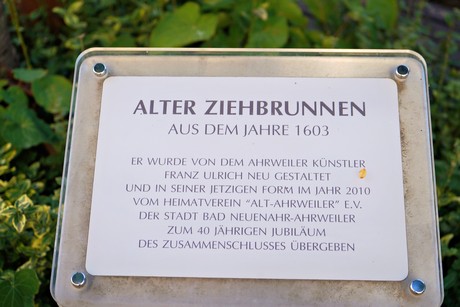 ALTER ZIEHBRUNNEN
AUS DEM JAHRE 1603
ER WURDE VON DEM AHRWEILER KÜNSTLER
FRANZ ULRICH NEU GESTALTET
UND IN SEINER JETZIGEN FORM IM JAHR 2010
VOM HEIMATVEREIN "ALT-AHRWEILER" E.V.
DER STADT BAD NEUENAHR-AHRWEILER
ZUM 40 JÄHRIGEN JUBILÄUM
DES ZUSAMMENSCHLUSSES ÜBERGEBEN